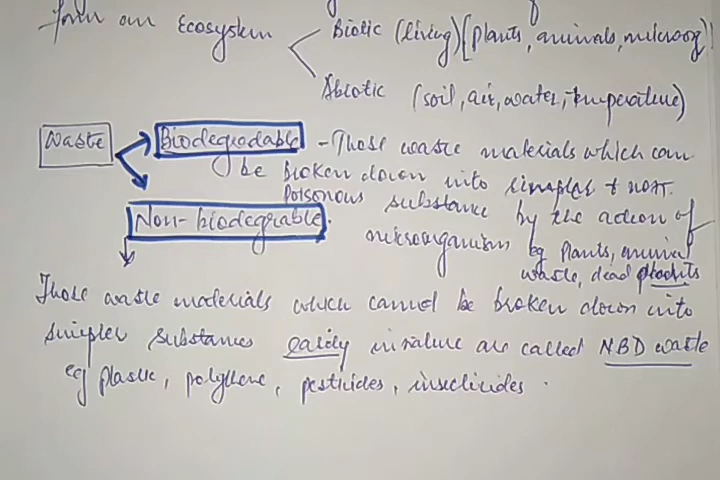 form an Ecosystem
Biotic (living) [Plants, animals, microorg]
Abiotic (soil, air, water, temperature)
Waste
Biodegradable - Those waste materials which can
be broken down into simpler & non-
poisonous substance by the action of
microorganism eg Plants, animal
waste, dead plants
Non-biodegrable.
Those waste materials which cannot be broken down into
simpler substances easily in nature are called NBD waste
eg plastic, polythene, pesticides, insecticides.